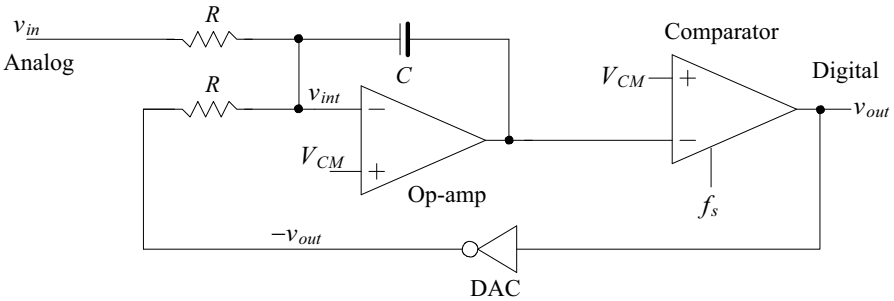 v_in
R
Analog
C
R
v_int
−
V_CM
+
Op-amp
Comparator
V_CM
+
−
Digital
v_out
f_s
−v_out
DAC